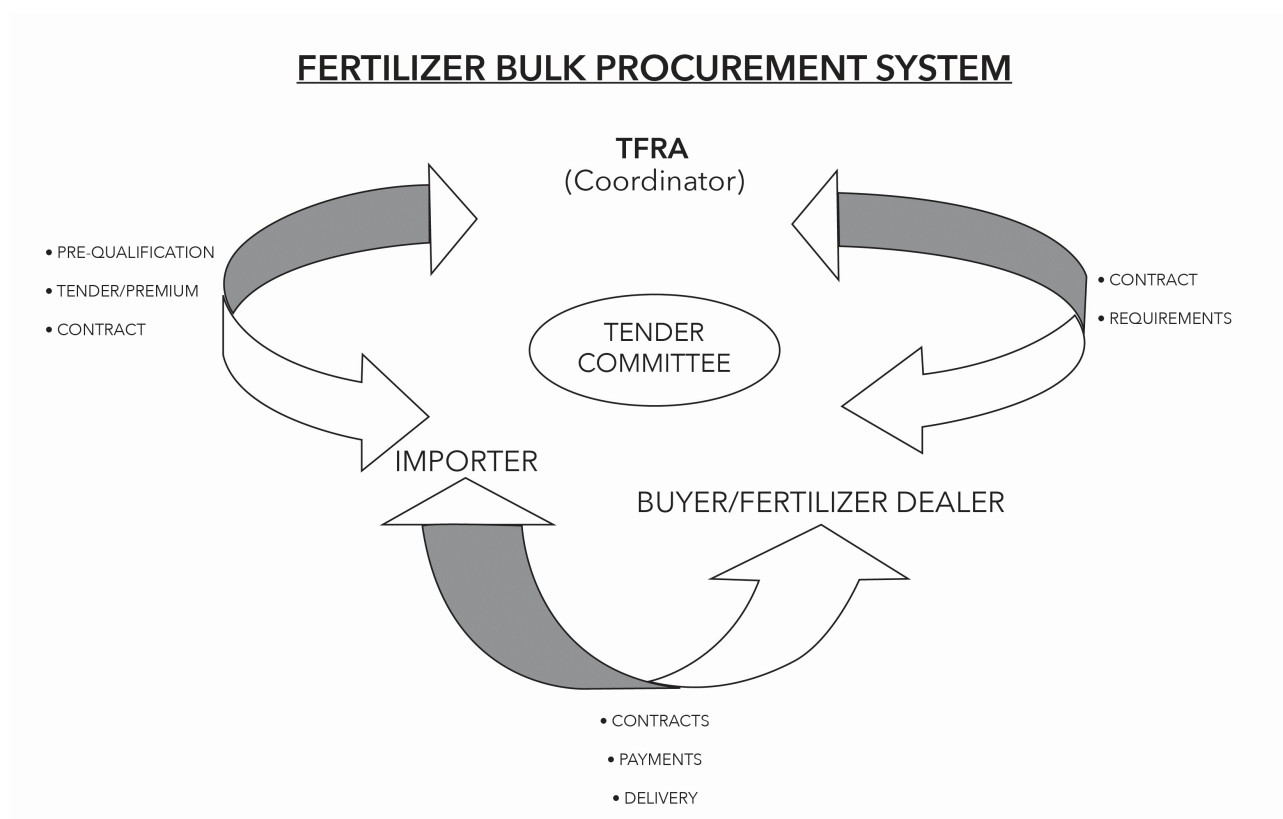 FERTILIZER BULK PROCUREMENT SYSTEM
TFRA
(Coordinator)
• PRE-QUALIFICATION
• TENDER/PREMIUM
• CONTRACT
• CONTRACT
• REQUIREMENTS
TENDER
COMMITTEE
IMPORTER
BUYER/FERTILIZER DEALER
• CONTRACTS
• PAYMENTS
• DELIVERY